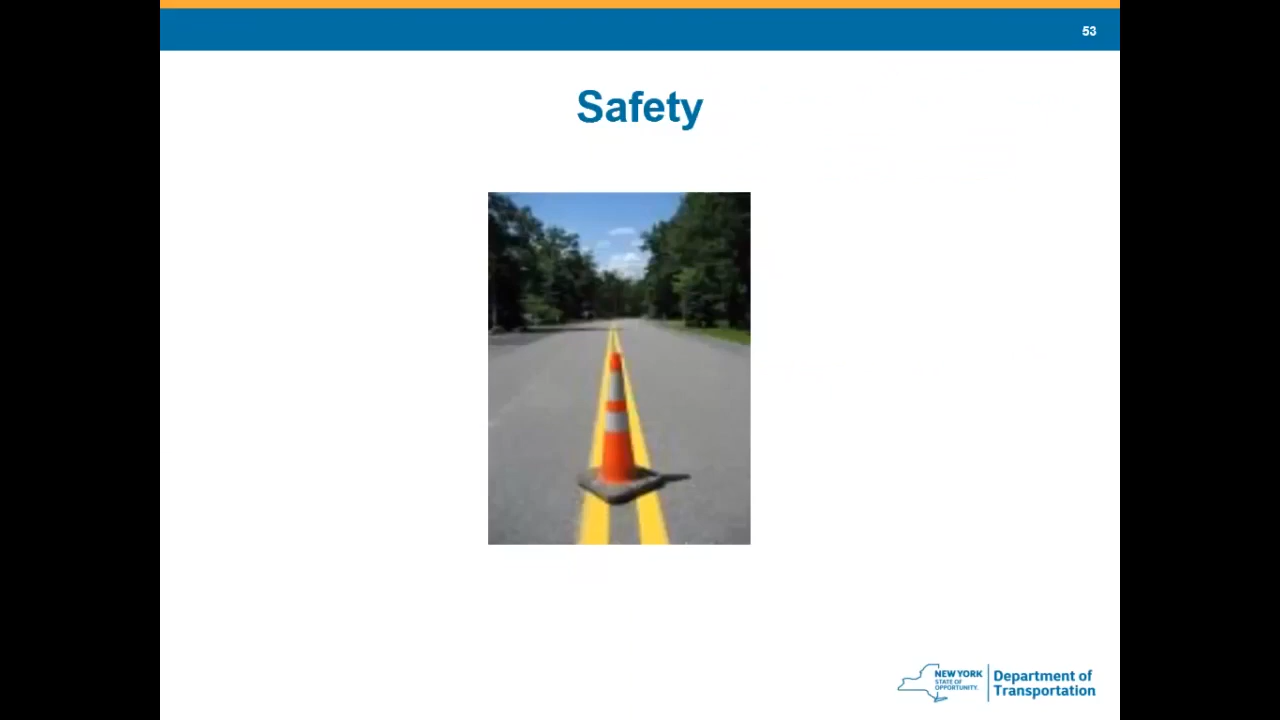 53
Safety
NEW YORK
STATE OF
OPPORTUNITY.
Department of
Transportation